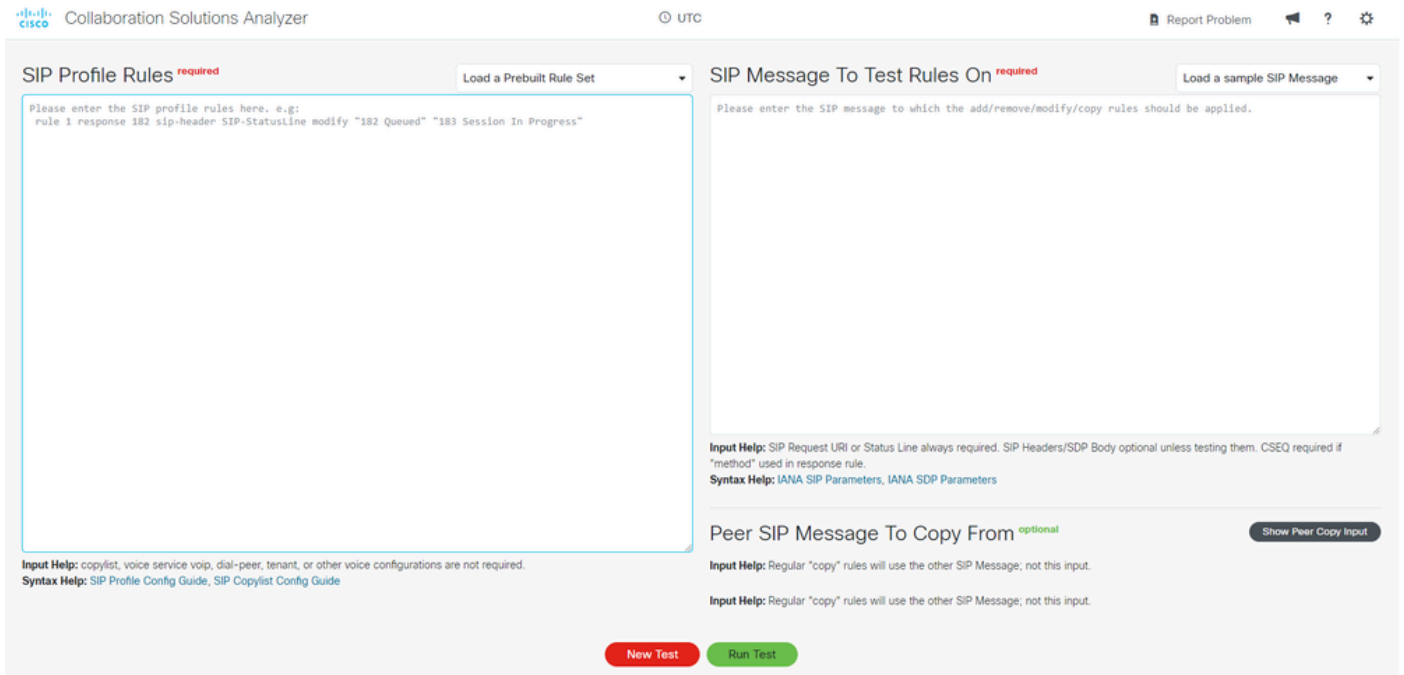 CISCO Collaboration Solutions Analyzer UTC Report Problem ?
SIP Profile Rules required
Load a Prebuilt Rule Set
Please enter the SIP profile rules here. e.g:
rule 1 response 182 sip-header SIP-StatusLine modify "182 Queued" "183 Session In Progress"
Input Help: copylist, voice service voip, dial-peer, tenant, or other voice configurations are not required.
Syntax Help: SIP Profile Config Guide, SIP Copylist Config Guide
SIP Message To Test Rules On required
Load a sample SIP Message
Please enter the SIP message to which the add/remove/modify/copy rules should be applied.
Input Help: SIP Request URI or Status Line always required. SIP Headers/SDP Body optional unless testing them. CSEQ required if
"method" used in response rule.
Syntax Help: IANA SIP Parameters, IANA SDP Parameters
Peer SIP Message To Copy From optional
Show Peer Copy Input
Input Help: Regular "copy" rules will use the other SIP Message; not this input.
Input Help: Regular "copy" rules will use the other SIP Message; not this input.
New Test Run Test